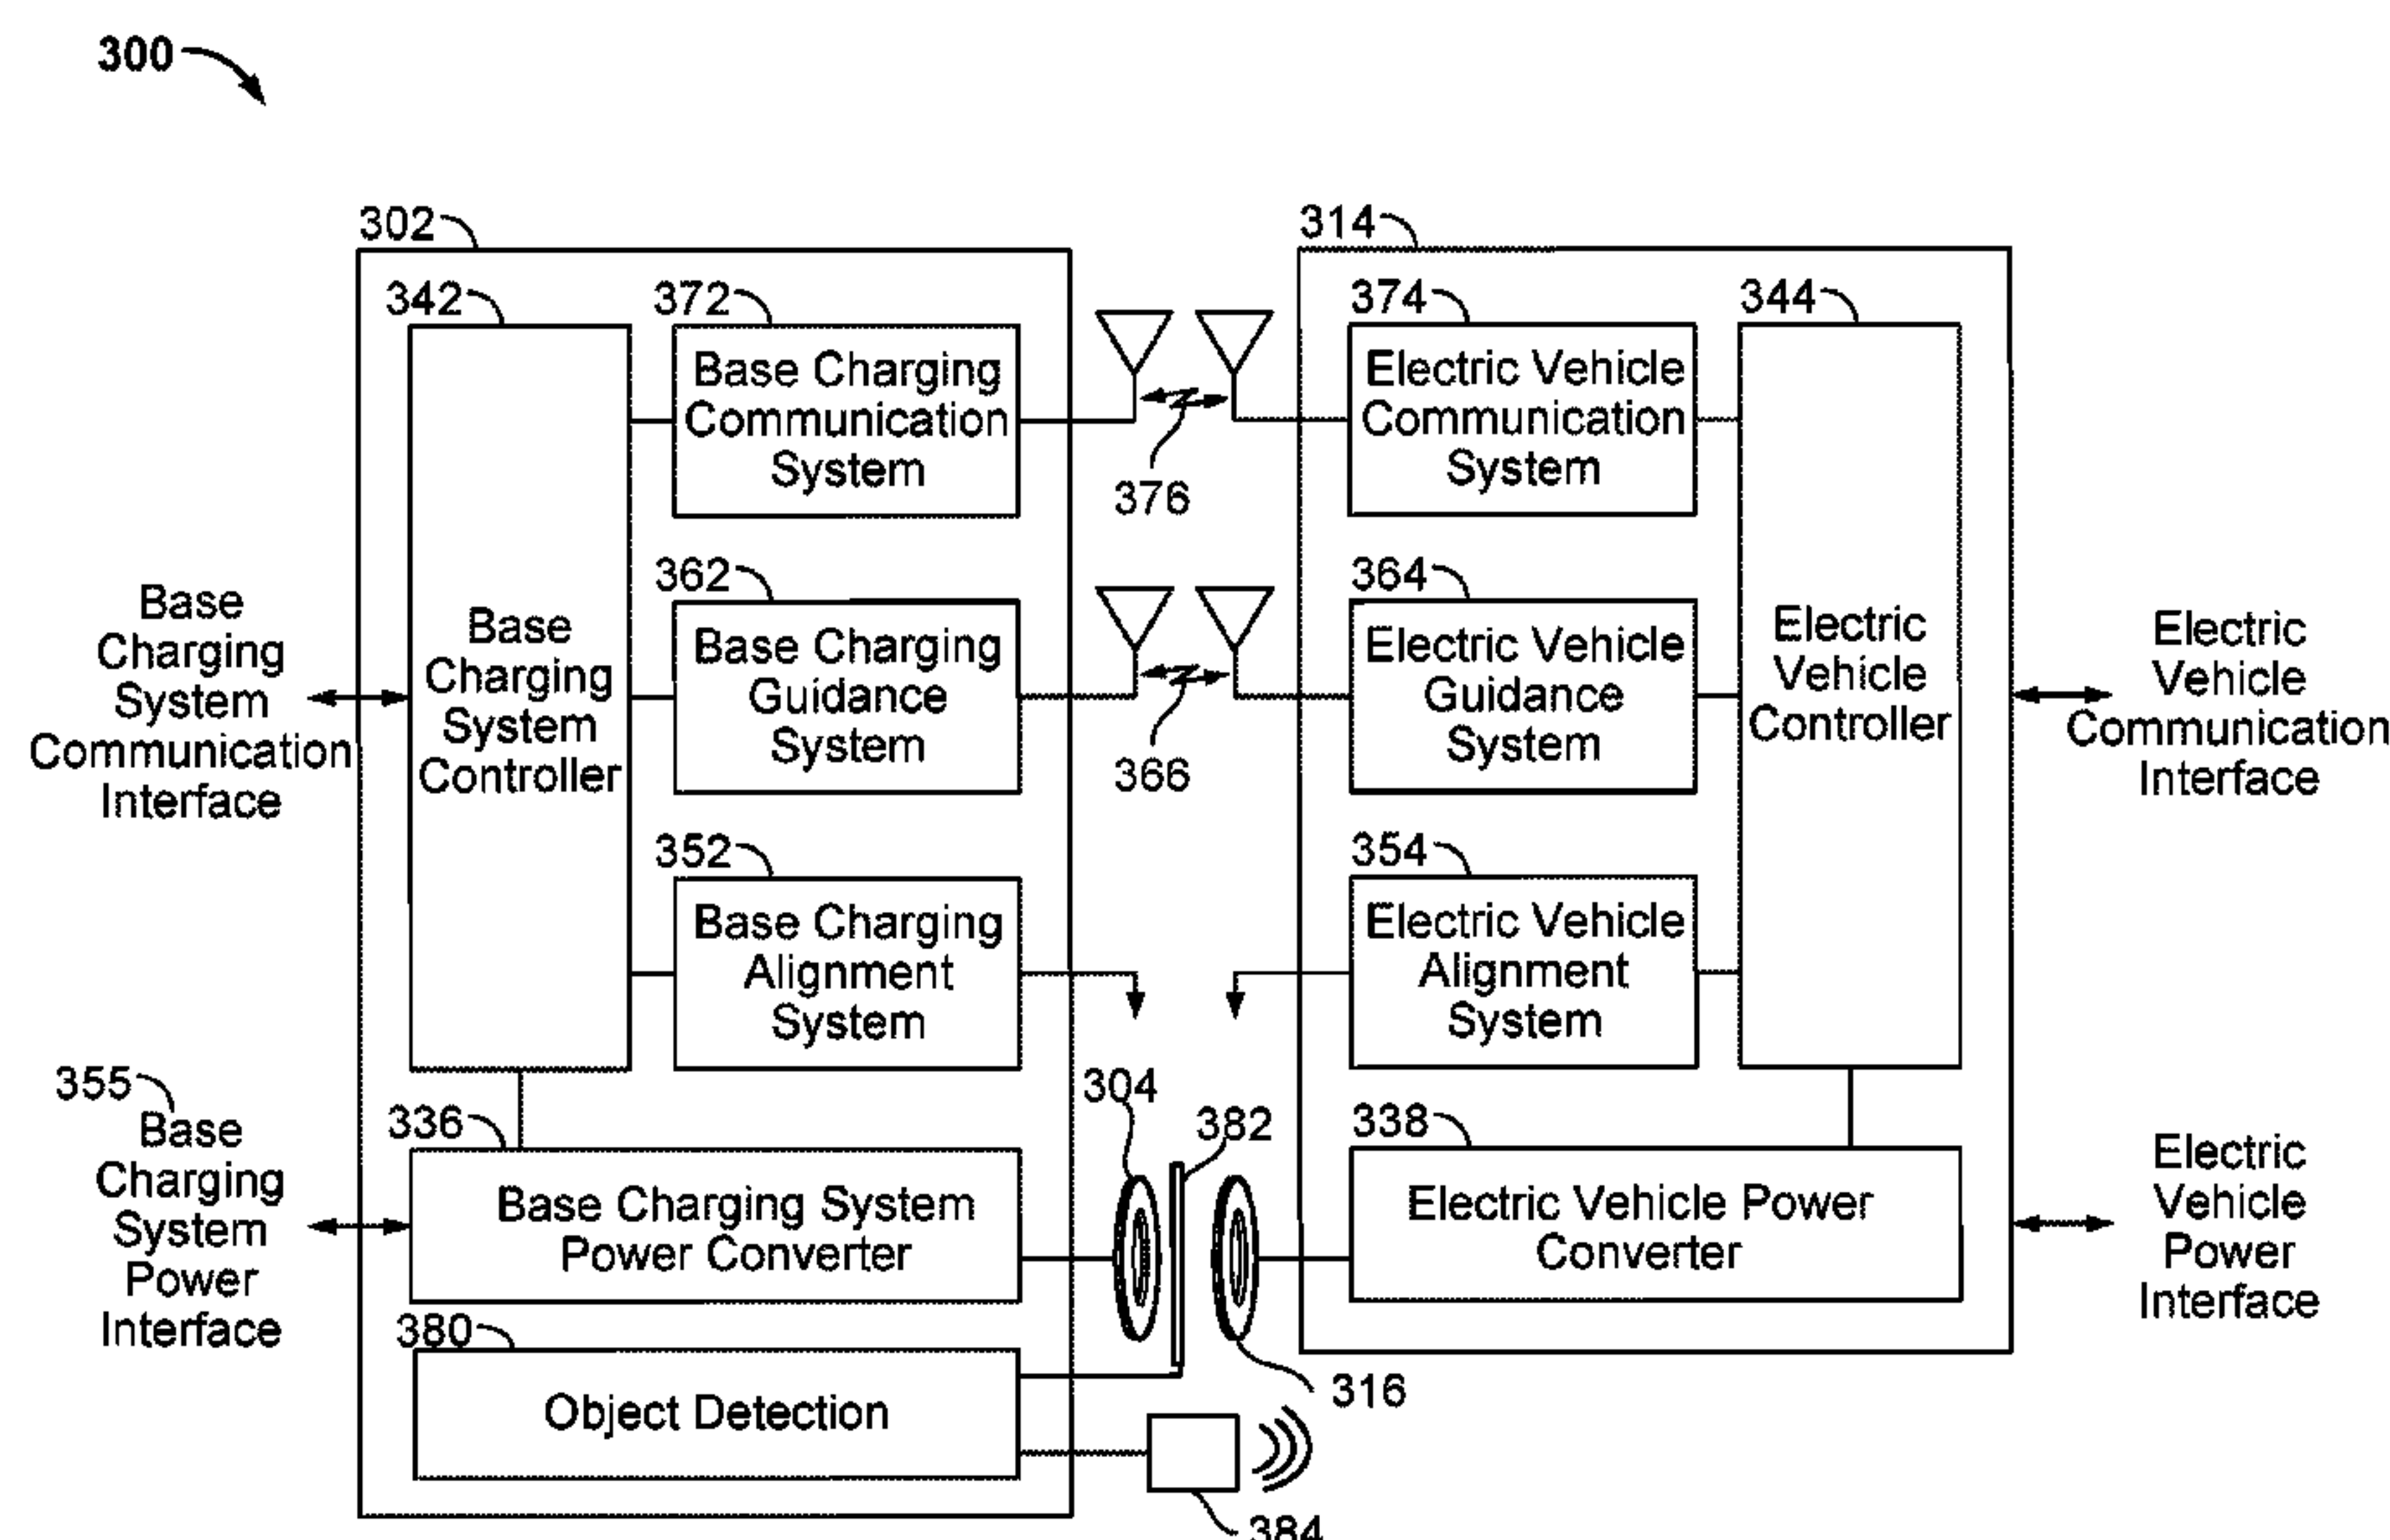 300
302
314
342
372
374
344
Base Charging
Communication
System
Electric Vehicle
Communication
System
376
362
364
Base
Charging
System
Communication
Interface
Base
Charging
System
Controller
Base Charging
Guidance
System
366
Electric Vehicle
Guidance
System
Electric
Vehicle
Controller
Electric
Vehicle
Communication
Interface
352
354
Base Charging
Alignment
System
Electric Vehicle
Alignment
System
355
Base
Charging
System
Power
Interface
336
304
382
338
Base Charging System
Power Converter
Electric Vehicle Power
Converter
Electric
Vehicle
Power
Interface
380
Object Detection
316
384